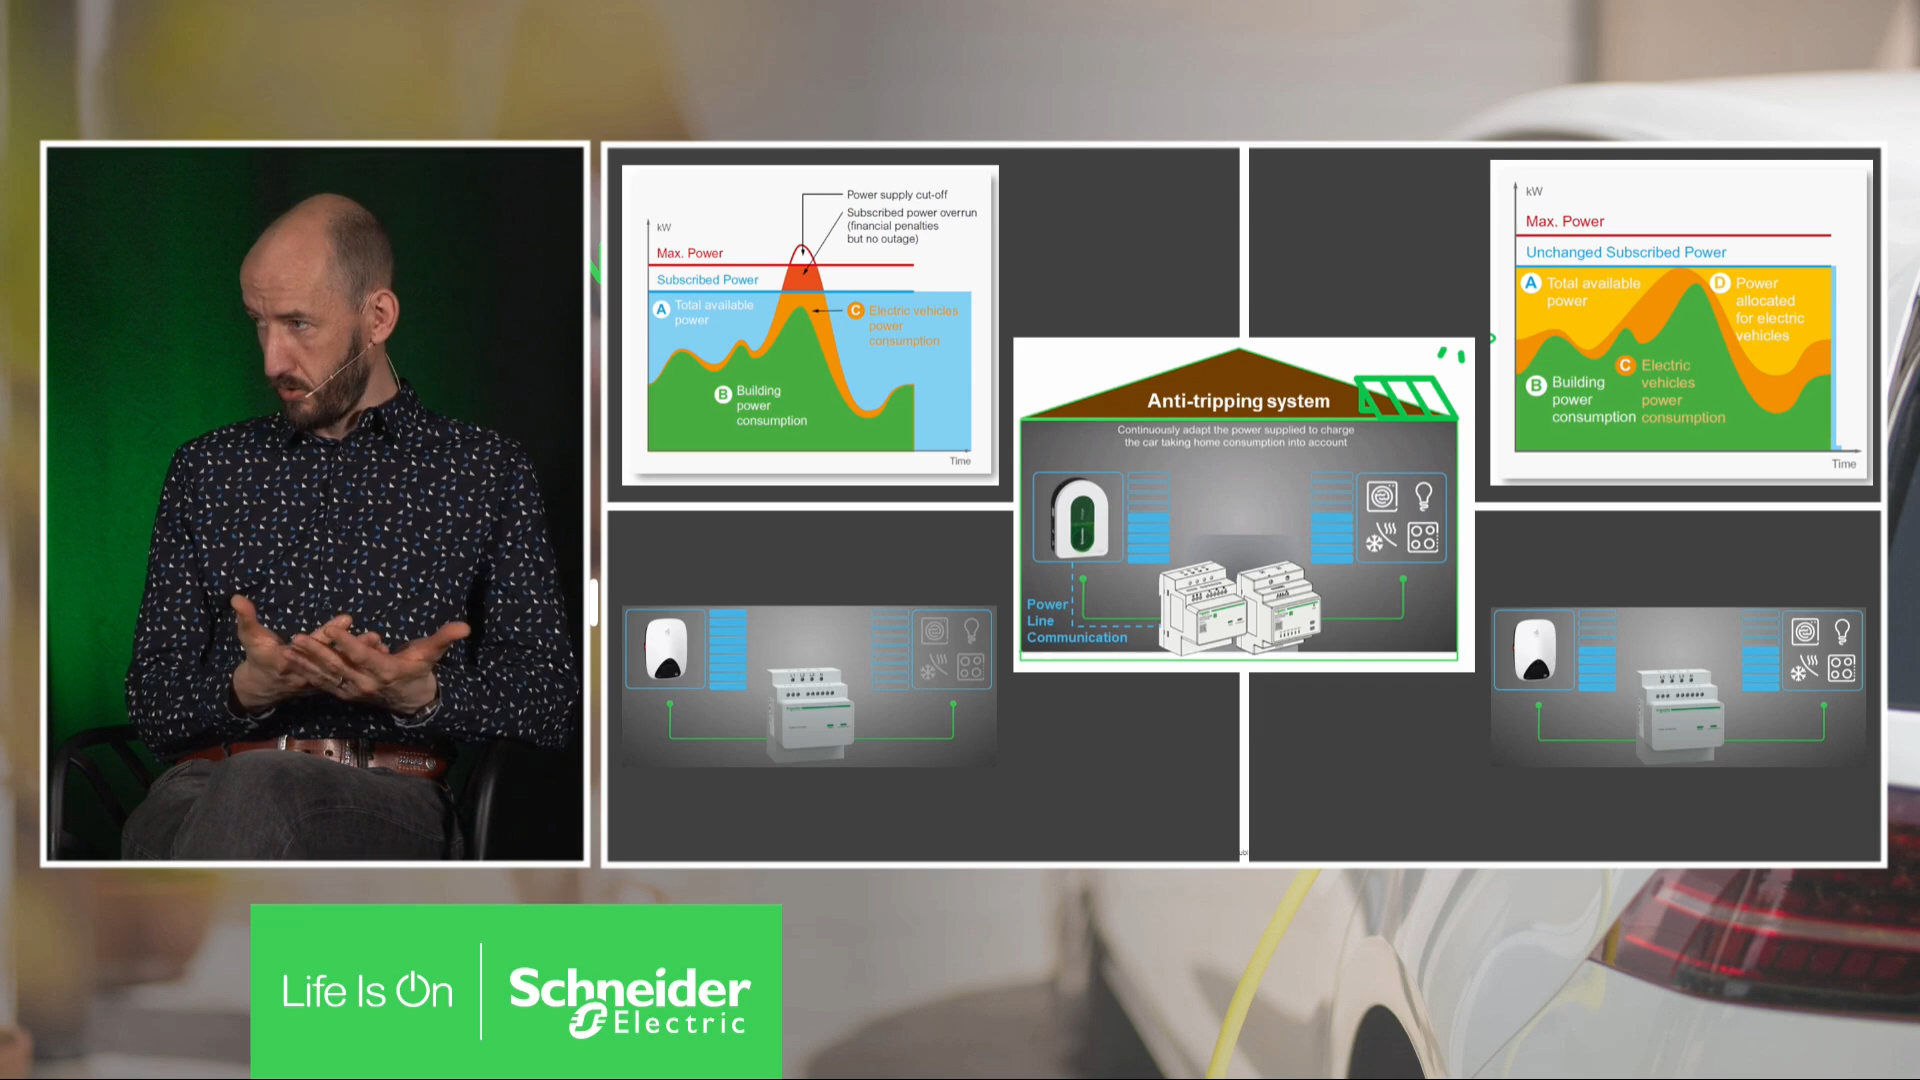 Power supply cut-off
Subscribed power overrun
(financial penalties
but no outage)
kW
Max. Power
Subscribed Power
A Total available
power
C Electric vehicles
power
consumption
B Building
power
consumption
Time
Anti-tripping system
Continuously adapt the power supplied to charge
the car taking home consumption into account
Power
Line
Communication
kW
Max. Power
Unchanged Subscribed Power
A Total available
power
D Power
allocated
for electric
vehicles
C Electric
vehicles
power
consumption
B Building
power
consumption
Time
Life Is On
Schneider
Electric